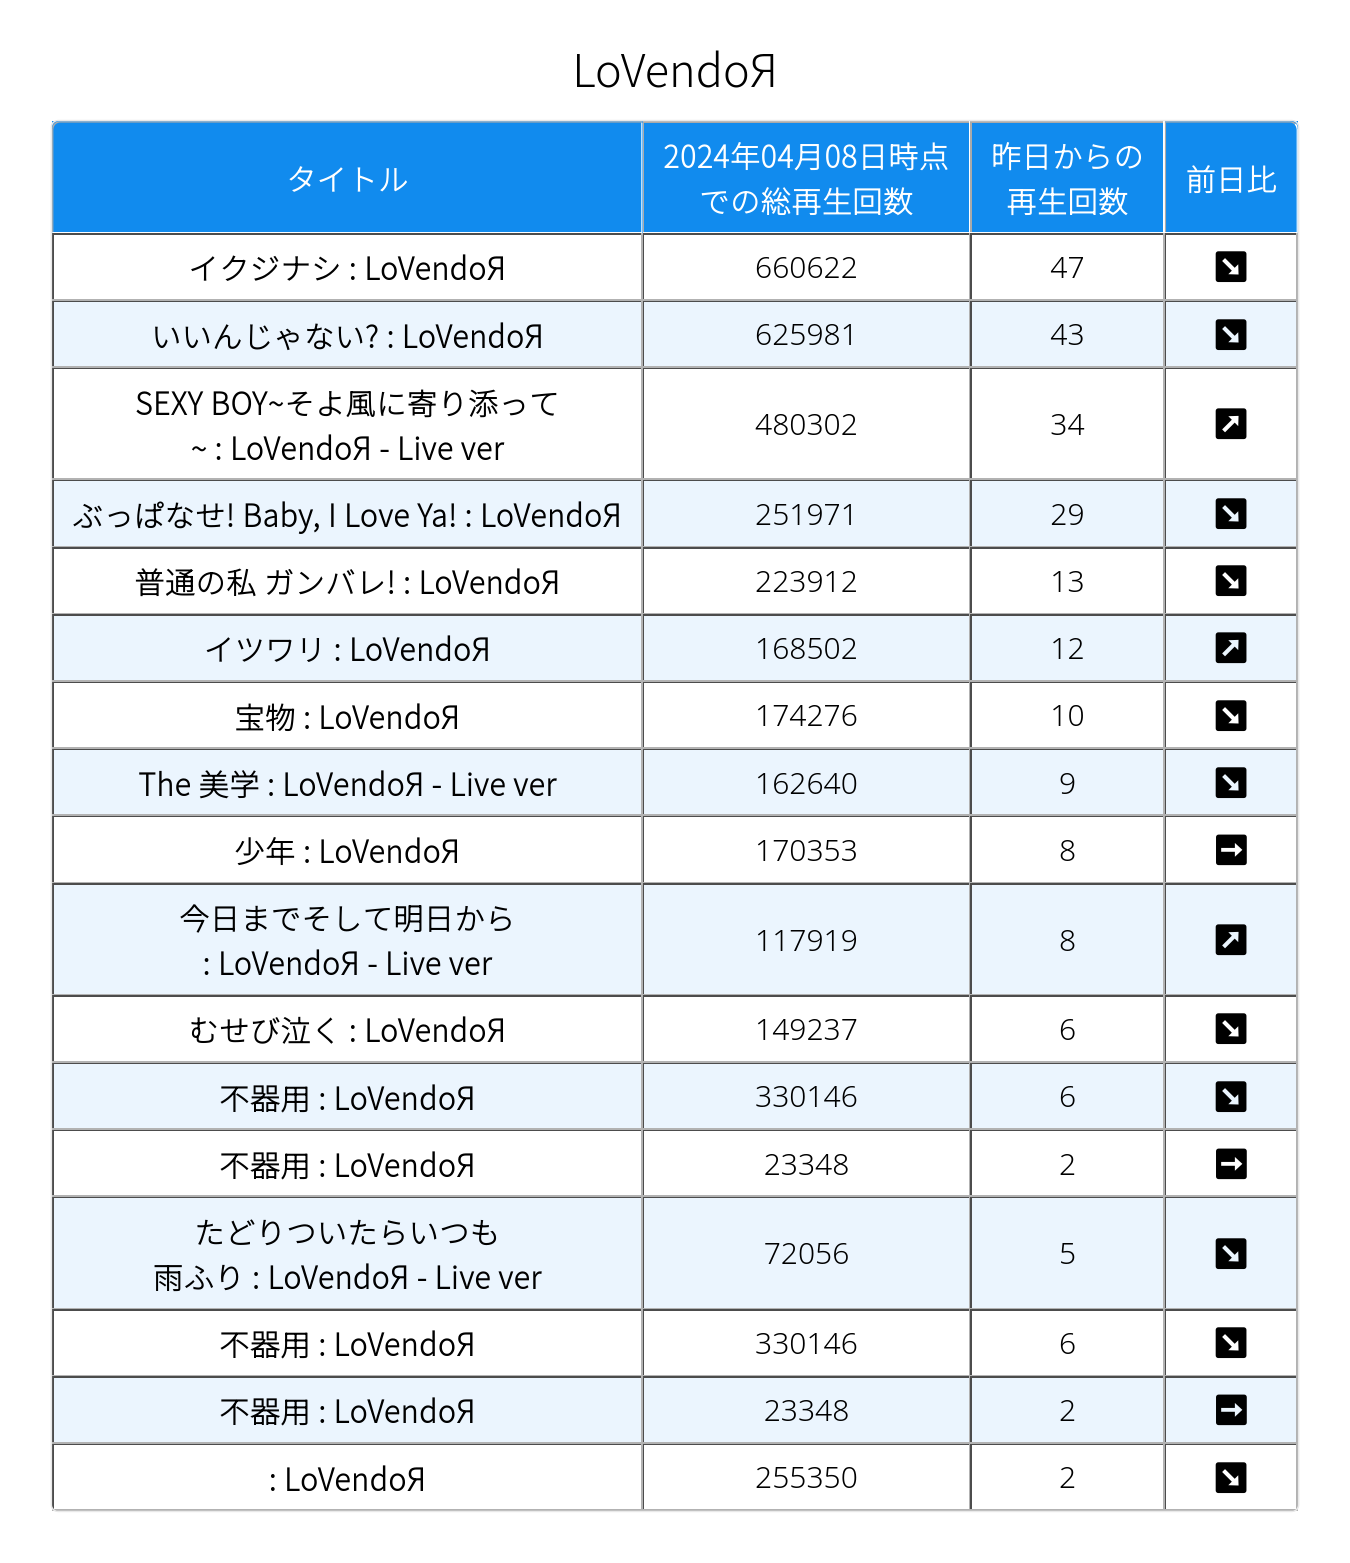 LoVendoЯ
タイトル
2024年04月08日時点
での総再生回数
昨日からの
再生回数
前日比
イクジナシ : LoVendoЯ 660622 47 ↘
いいんじゃない? : LoVendoЯ 625981 43 ↘
SEXY BOY~そよ風に寄り添って
~ : LoVendoЯ - Live ver 480302 34 ↗
ぶっぱなせ! Baby, I Love Ya! : LoVendoЯ 251971 29 ↘
普通の私 ガンバレ! : LoVendoЯ 223912 13 ↘
イツワリ : LoVendoЯ 168502 12 ↗
宝物 : LoVendoЯ 174276 10 ↘
The 美学 : LoVendoЯ - Live ver 162640 9 ↘
少年 : LoVendoЯ 170353 8 →
今日までそして明日から
: LoVendoЯ - Live ver 117919 8 ↗
むせび泣く : LoVendoЯ 149237 6 ↘
不器用 : LoVendoЯ 330146 6 ↘
不器用 : LoVendoЯ 23348 2 →
たどりついたらいつも
雨ふり : LoVendoЯ - Live ver 72056 5 ↘
不器用 : LoVendoЯ 330146 6 ↘
不器用 : LoVendoЯ 23348 2 →
: LoVendoЯ 255350 2 ↘